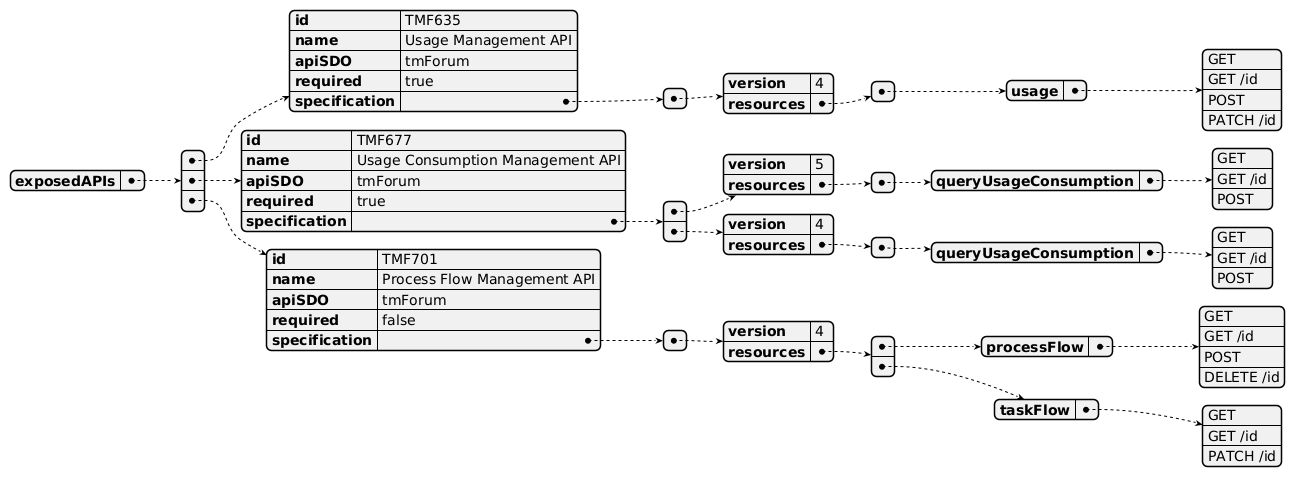 exposedAPIs
id TMF635
name Usage Management API
apiSDO tmForum
required true
specification
version 4
resources
usage
GET
GET /id
POST
PATCH /id
id TMF677
name Usage Consumption Management API
apiSDO tmForum
required true
specification
version 5
resources
queryUsageConsumption
GET
GET /id
POST
version 4
resources
queryUsageConsumption
GET
GET /id
POST
id TMF701
name Process Flow Management API
apiSDO tmForum
required false
specification
version 4
resources
processFlow
GET
GET /id
POST
DELETE /id
taskFlow
GET
GET /id
PATCH /id